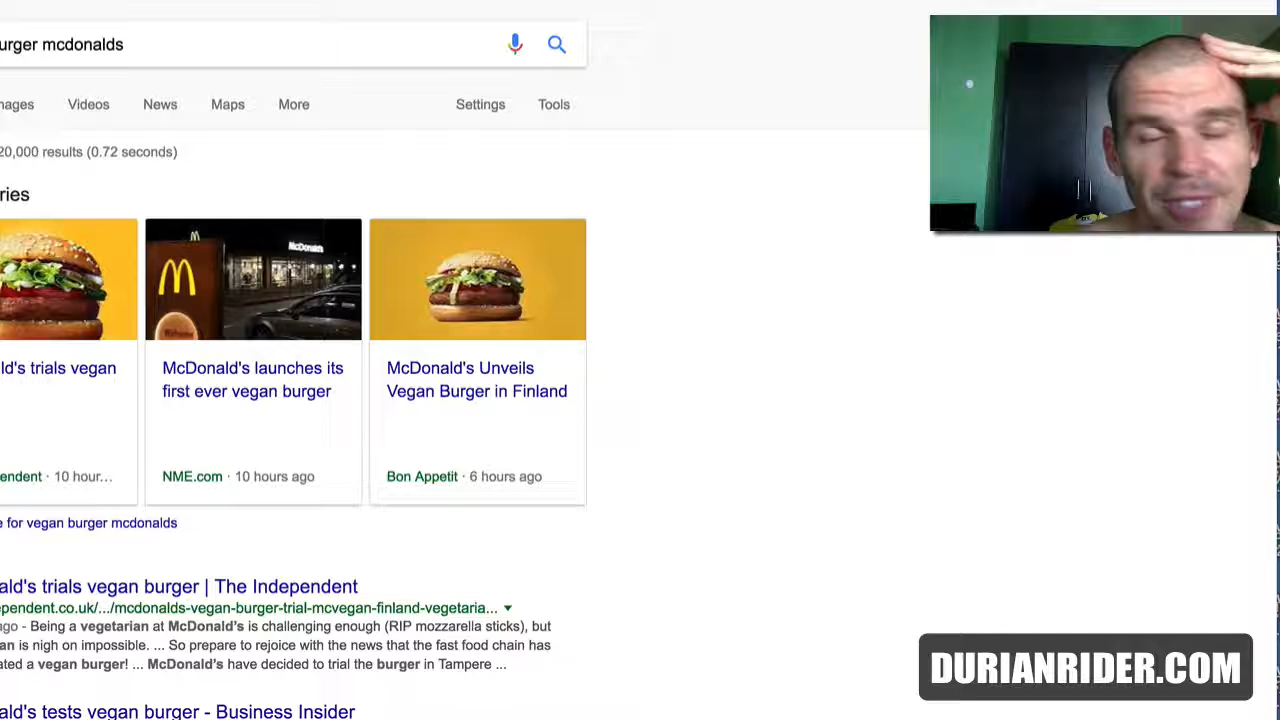 urger mcdonalds
mages
Videos
News
Maps
More
Settings
Tools
20,000 results (0.72 seconds)
ries
McDonald's
ld's trials vegan
McDonald's launches its
first ever vegan burger
McDonald's Unveils
Vegan Burger in Finland
endent · 10 hour...
NME.com · 10 hours ago
Bon Appetit · 6 hours ago
e for vegan burger mcdonalds
ald's trials vegan burger | The Independent
ependent.co.uk/.../mcdonalds-vegan-burger-trial-mcvegan-finland-vegetaria...
ago - Being a vegetarian at McDonald's is challenging enough (RIP mozzarella sticks), but
an is nigh on impossible. ... So prepare to rejoice with the news that the fast food chain has
ated a vegan burger! ... McDonald's have decided to trial the burger in Tampere ...
DURIANRIDER.COM
ald's tests vegan burger - Business Insider